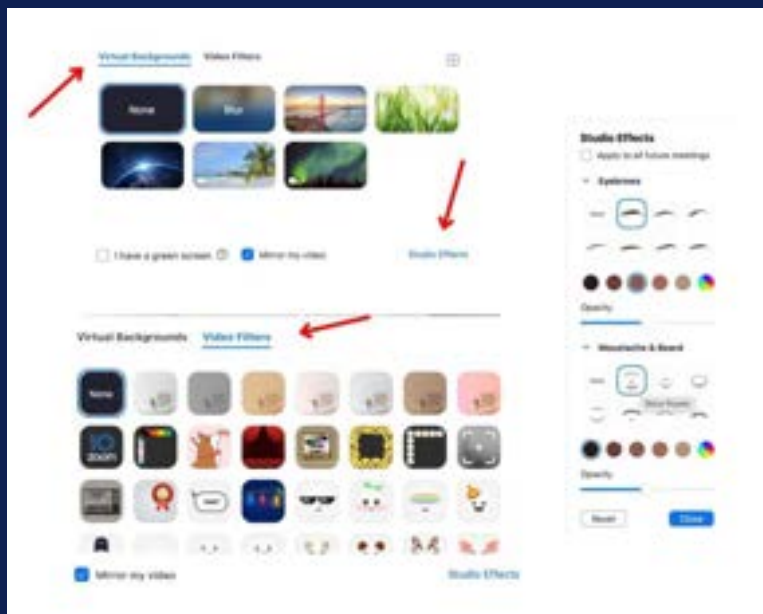 Virtual Backgrounds Video Filters
None
Blur
I have a green screen
Mirror my video
Studio Effects
Virtual Backgrounds Video Filters
None
zoom
Mirror my video
Studio Effects
Studio Effects
Apply to all future meetings
Eyebrows
Opacity
Moustache & Beard
Opacity
Reset
Close